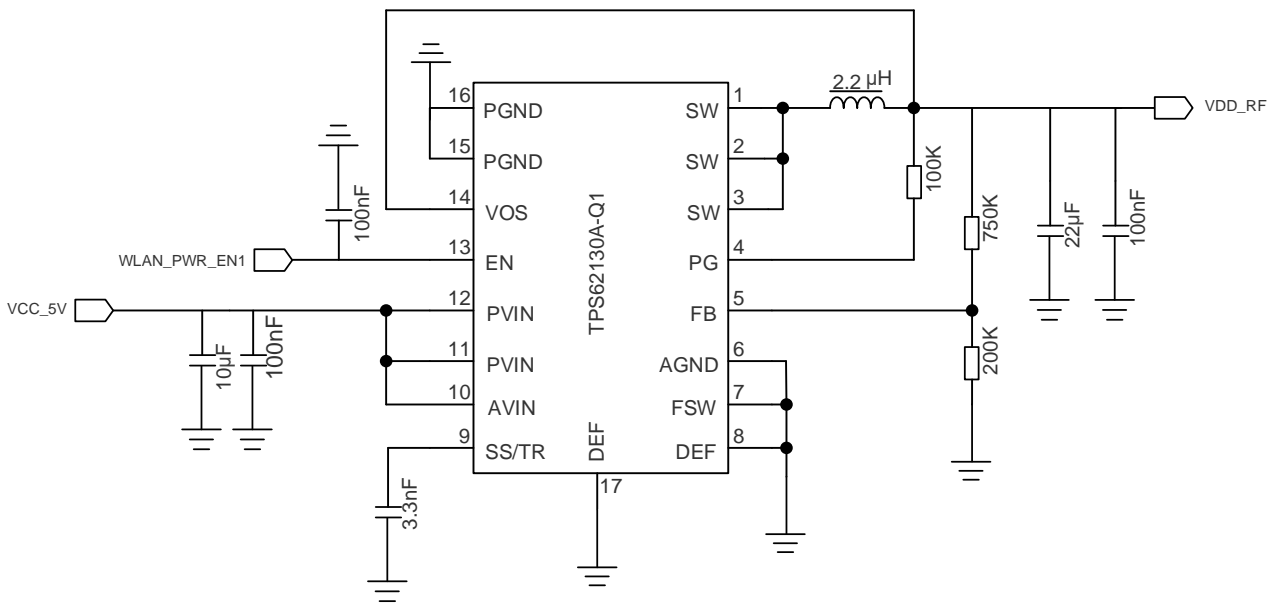 2.2 µH
VDD_RF
16 PGND
SW 1
15 PGND
SW 2
100K
14 VOS
SW 3
100nF
TPS62130A-Q1
750K
22µF
100nF
WLAN_PWR_EN1
13 EN
PG 4
VCC_5V
12 PVIN
FB 5
10µF
100nF
11 PVIN
AGND 6
200K
10 AVIN
FSW 7
9 SS/TR
DEF
DEF 8
17
3.3nF